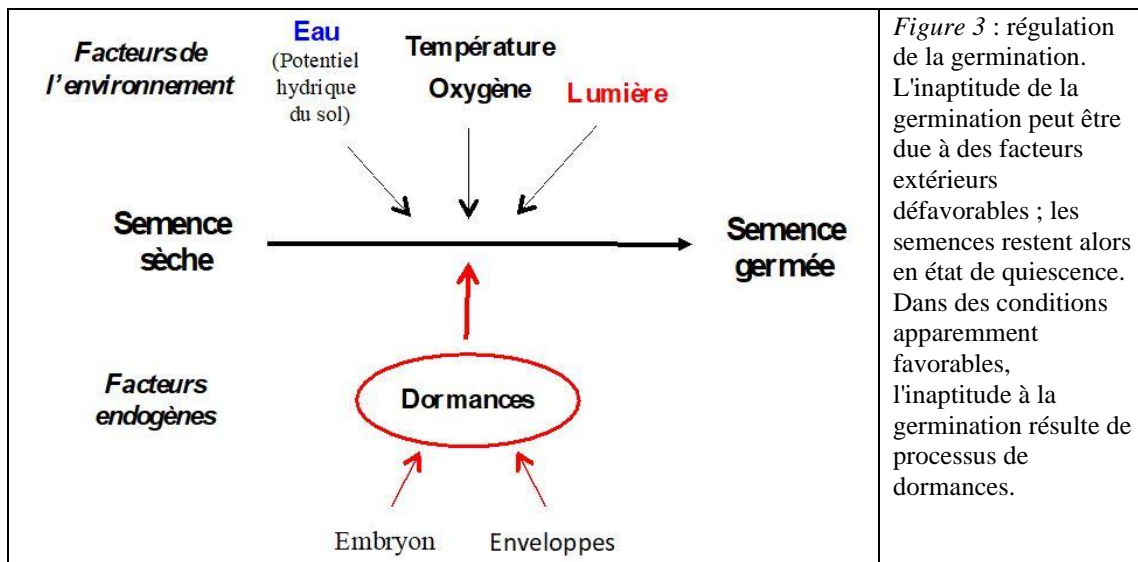 Facteurs de
l'environnement
Eau
(Potentiel
hydrique
du sol)
Température
Oxygène
Lumière
Semence
sèche
Semence
germée
Facteurs
endogènes
Dormances
Embryon
Enveloppes
Figure 3 : régulation
de la germination.
L'inaptitude de la
germination peut être
due à des facteurs
extérieurs
défavorables ; les
semences restent alors
en état de quiescence.
Dans des conditions
apparemment
favorables,
l'inaptitude à la
germination résulte de
processus de
dormances.